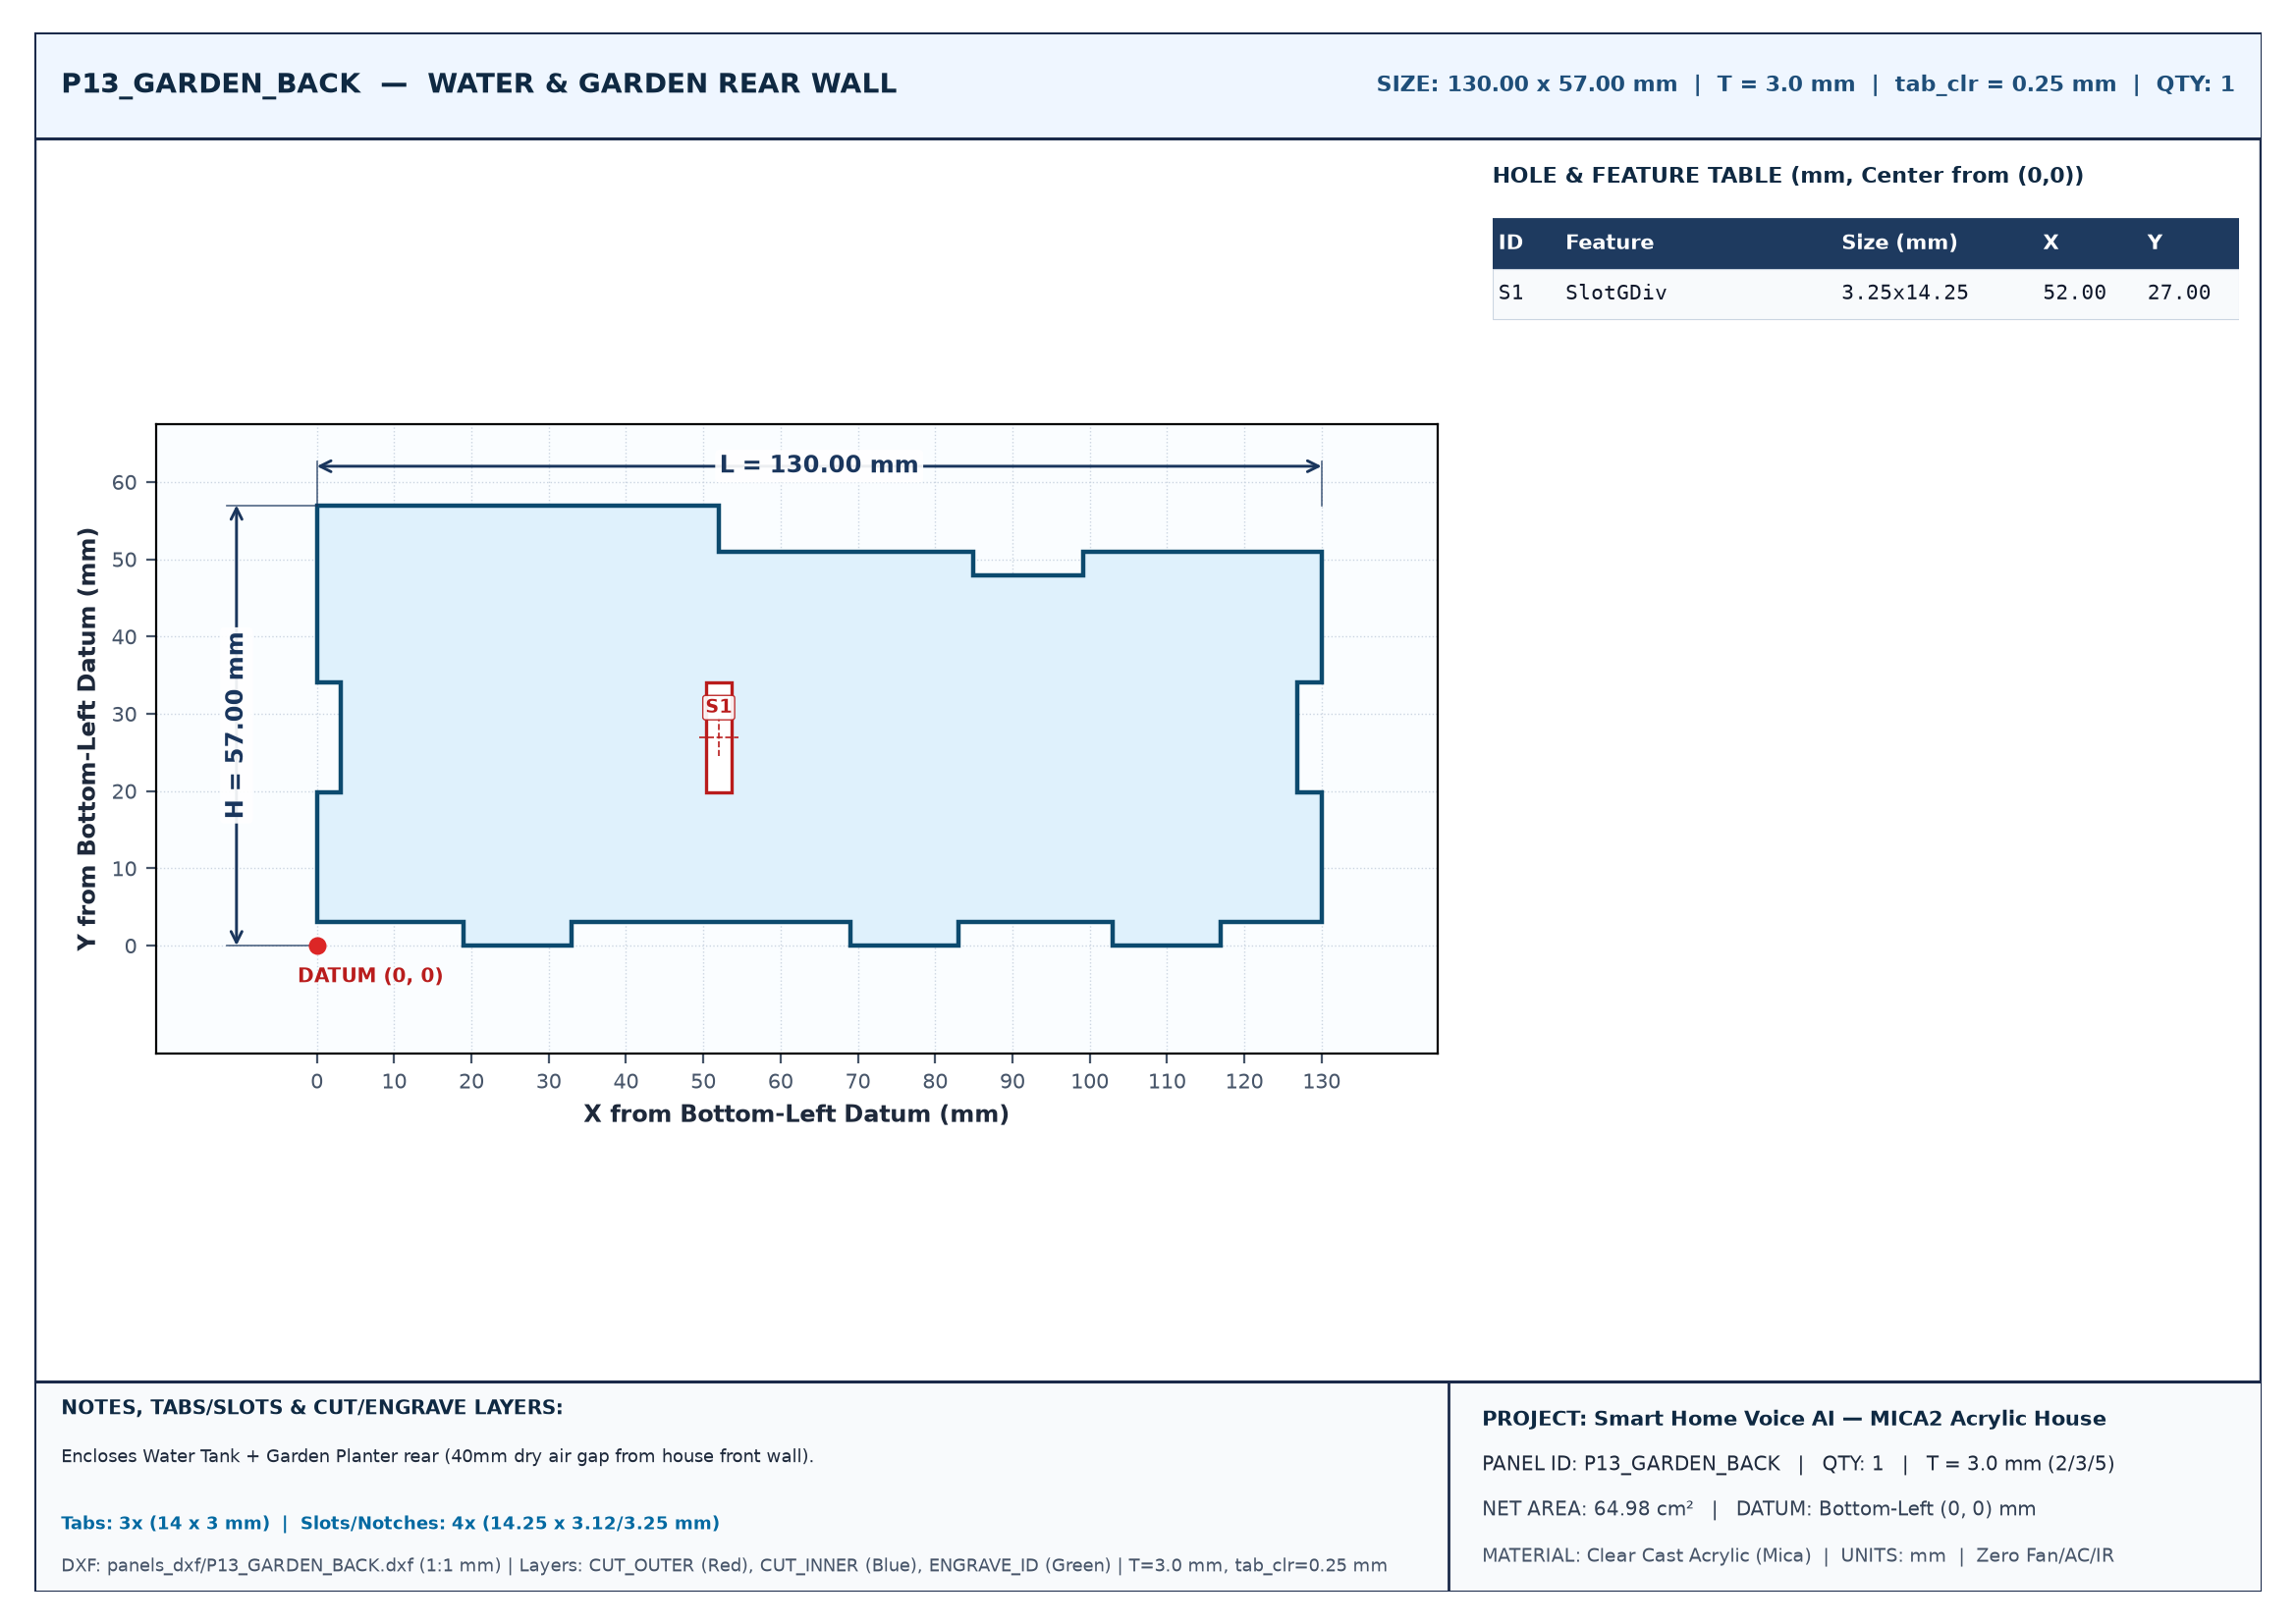 P13_GARDEN_BACK — WATER & GARDEN REAR WALL
SIZE: 130.00 x 57.00 mm | T = 3.0 mm | tab_clr = 0.25 mm | QTY: 1
HOLE & FEATURE TABLE (mm, Center from (0,0))
ID Feature Size (mm) X Y
S1 SlotGDiv 3.25x14.25 52.00 27.00
L = 130.00 mm
H = 57.00 mm
Y from Bottom-Left Datum (mm)
60
50
40
30
20
10
0
S1
DATUM (0, 0)
0 10 20 30 40 50 60 70 80 90 100 110 120 130
X from Bottom-Left Datum (mm)
NOTES, TABS/SLOTS & CUT/ENGRAVE LAYERS:
Encloses Water Tank + Garden Planter rear (40mm dry air gap from house front wall).
Tabs: 3x (14 x 3 mm) | Slots/Notches: 4x (14.25 x 3.12/3.25 mm)
DXF: panels_dxf/P13_GARDEN_BACK.dxf (1:1 mm) | Layers: CUT_OUTER (Red), CUT_INNER (Blue), ENGRAVE_ID (Green) | T=3.0 mm, tab_clr=0.25 mm
PROJECT: Smart Home Voice AI — MICA2 Acrylic House
PANEL ID: P13_GARDEN_BACK | QTY: 1 | T = 3.0 mm (2/3/5)
NET AREA: 64.98 cm² | DATUM: Bottom-Left (0, 0) mm
MATERIAL: Clear Cast Acrylic (Mica) | UNITS: mm | Zero Fan/AC/IR